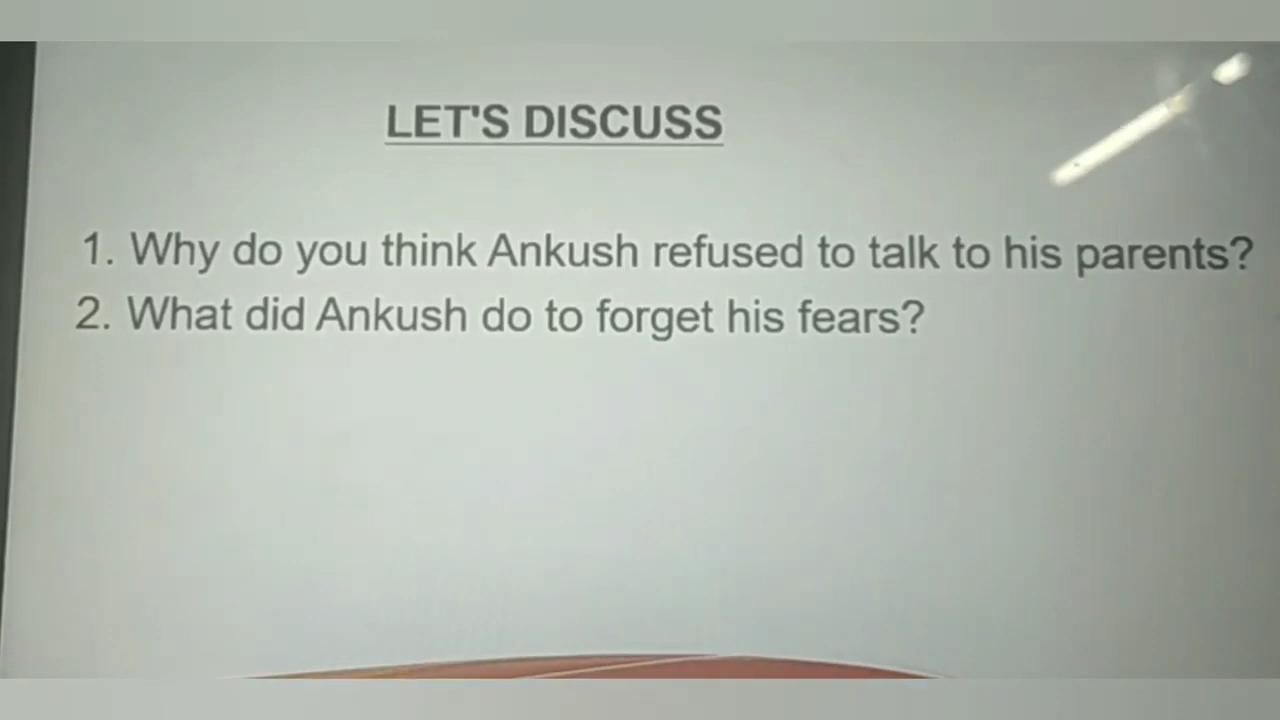 LET'S DISCUSS
1. Why do you think Ankush refused to talk to his parents?
2. What did Ankush do to forget his fears?